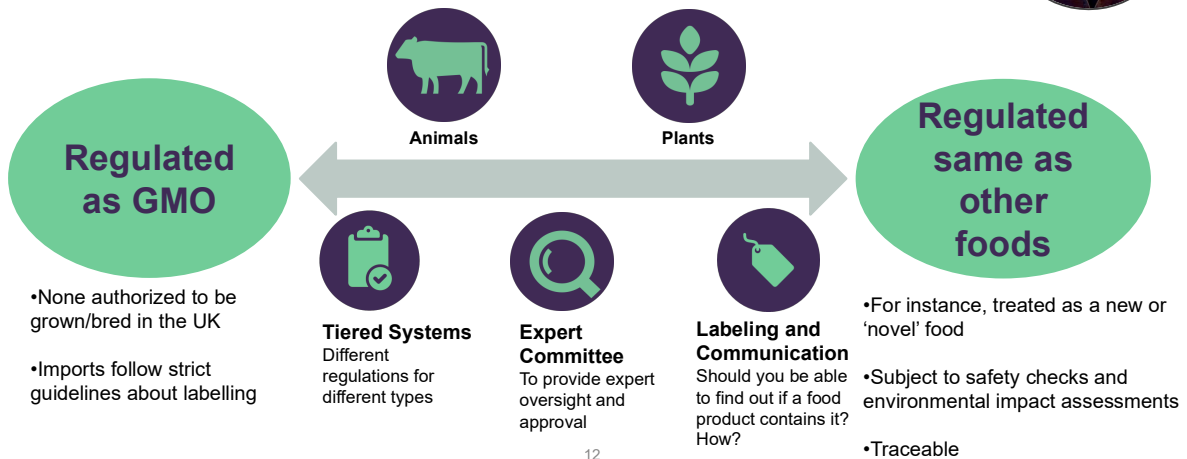 Animals
Plants
Regulated
as GMO
Regulated
same as
other
foods
•None authorized to be
grown/bred in the UK
•Imports follow strict
guidelines about labelling
Tiered Systems
Different
regulations for
different types
Expert
Committee
To provide expert
oversight and
approval
Labeling and
Communication
Should you be able
to find out if a food
product contains it?
How?
•For instance, treated as a new or
‘novel’ food
•Subject to safety checks and
environmental impact assessments
•Traceable
12